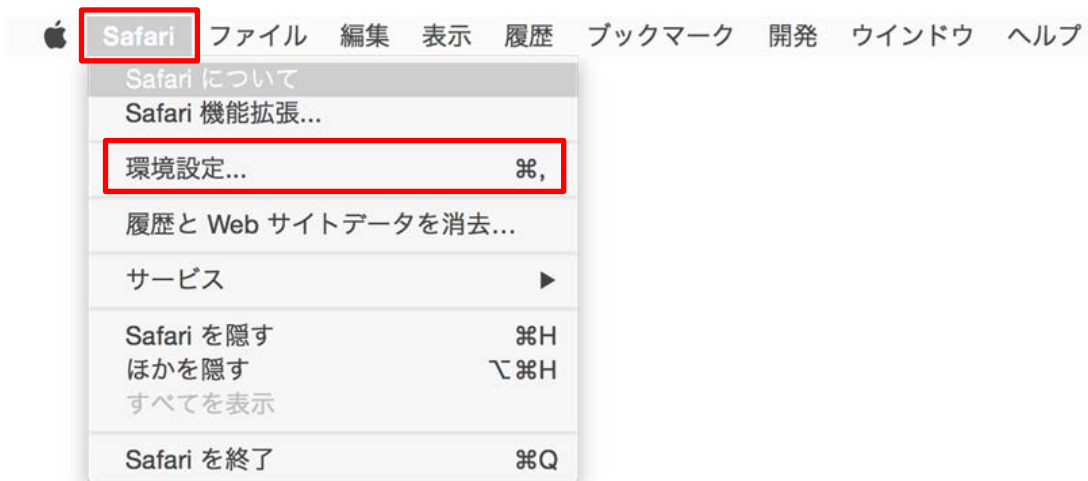 Safari ファイル 編集 表示 履歴 ブックマーク 開発 ウインドウ ヘルプ
Safari について
Safari 機能拡張...
環境設定... ⌘,
履歴と Web サイトデータを消去...
サービス ▶
Safari を隠す ⌘H
ほかを隠す ⌥⌘H
すべてを表示
Safari を終了 ⌘Q